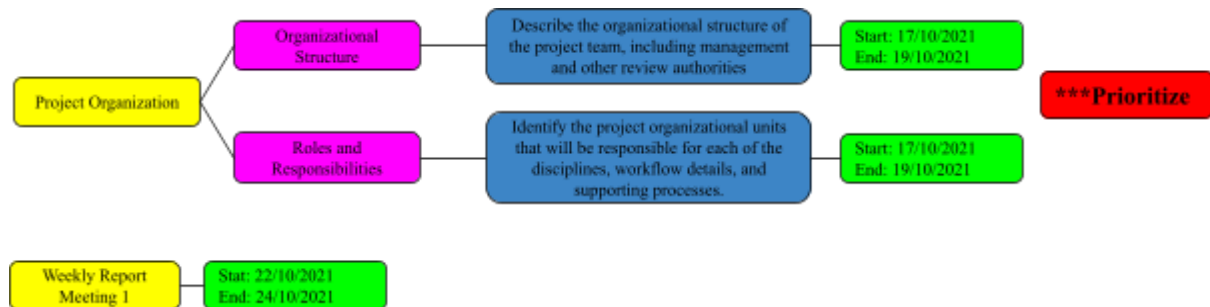 Project Organization
Organizational
Structure
Describe the organizational structure of
the project team, including management
and other review authorities
Start: 17/10/2021
End: 19/10/2021
***Prioritize
Roles and
Responsibilities
Identify the project organizational units
that will be responsible for each of the
disciplines, workflow details, and
supporting processes.
Start: 17/10/2021
End: 19/10/2021
Weekly Report
Meeting 1
Stat: 22/10/2021
End: 24/10/2021